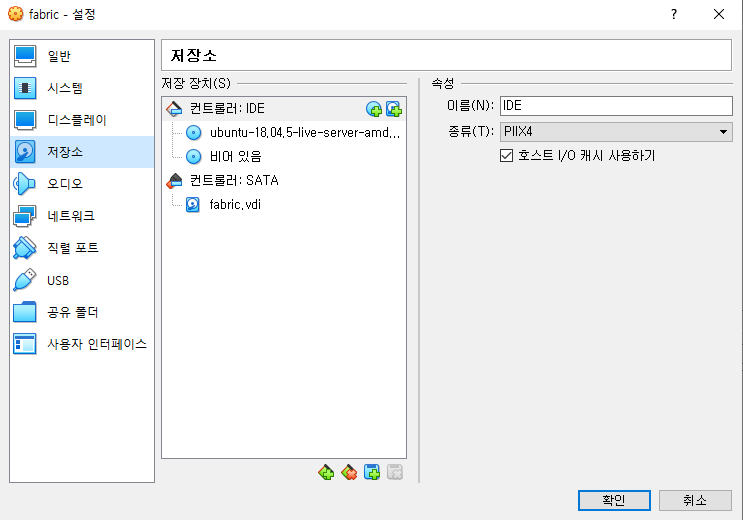 fabric - 설정
일반
시스템
디스플레이
저장소
오디오
네트워크
직렬 포트
USB
공유 폴더
사용자 인터페이스
저장소
저장 장치(S)
컨트롤러: IDE
ubuntu-18,04,5-live-server-amd...
비어 있음
컨트롤러: SATA
fabric,vdi
속성
이름(N): IDE
종류(T): PIIX4
호스트 I/O 캐시 사용하기
확인
취소